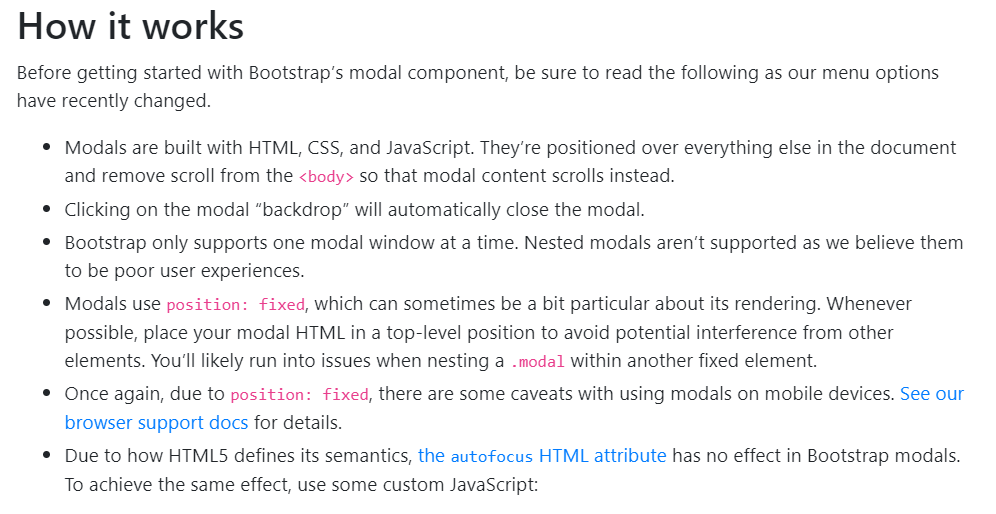 How it works
Before getting started with Bootstrap’s modal component, be sure to read the following as our menu options
have recently changed.
• Modals are built with HTML, CSS, and JavaScript. They’re positioned over everything else in the document
and remove scroll from the <body> so that modal content scrolls instead.
• Clicking on the modal “backdrop” will automatically close the modal.
• Bootstrap only supports one modal window at a time. Nested modals aren’t supported as we believe them
to be poor user experiences.
• Modals use position: fixed, which can sometimes be a bit particular about its rendering. Whenever
possible, place your modal HTML in a top-level position to avoid potential interference from other
elements. You’ll likely run into issues when nesting a .modal within another fixed element.
• Once again, due to position: fixed, there are some caveats with using modals on mobile devices. See our
browser support docs for details.
• Due to how HTML5 defines its semantics, the autofocus HTML attribute has no effect in Bootstrap modals.
To achieve the same effect, use some custom JavaScript: